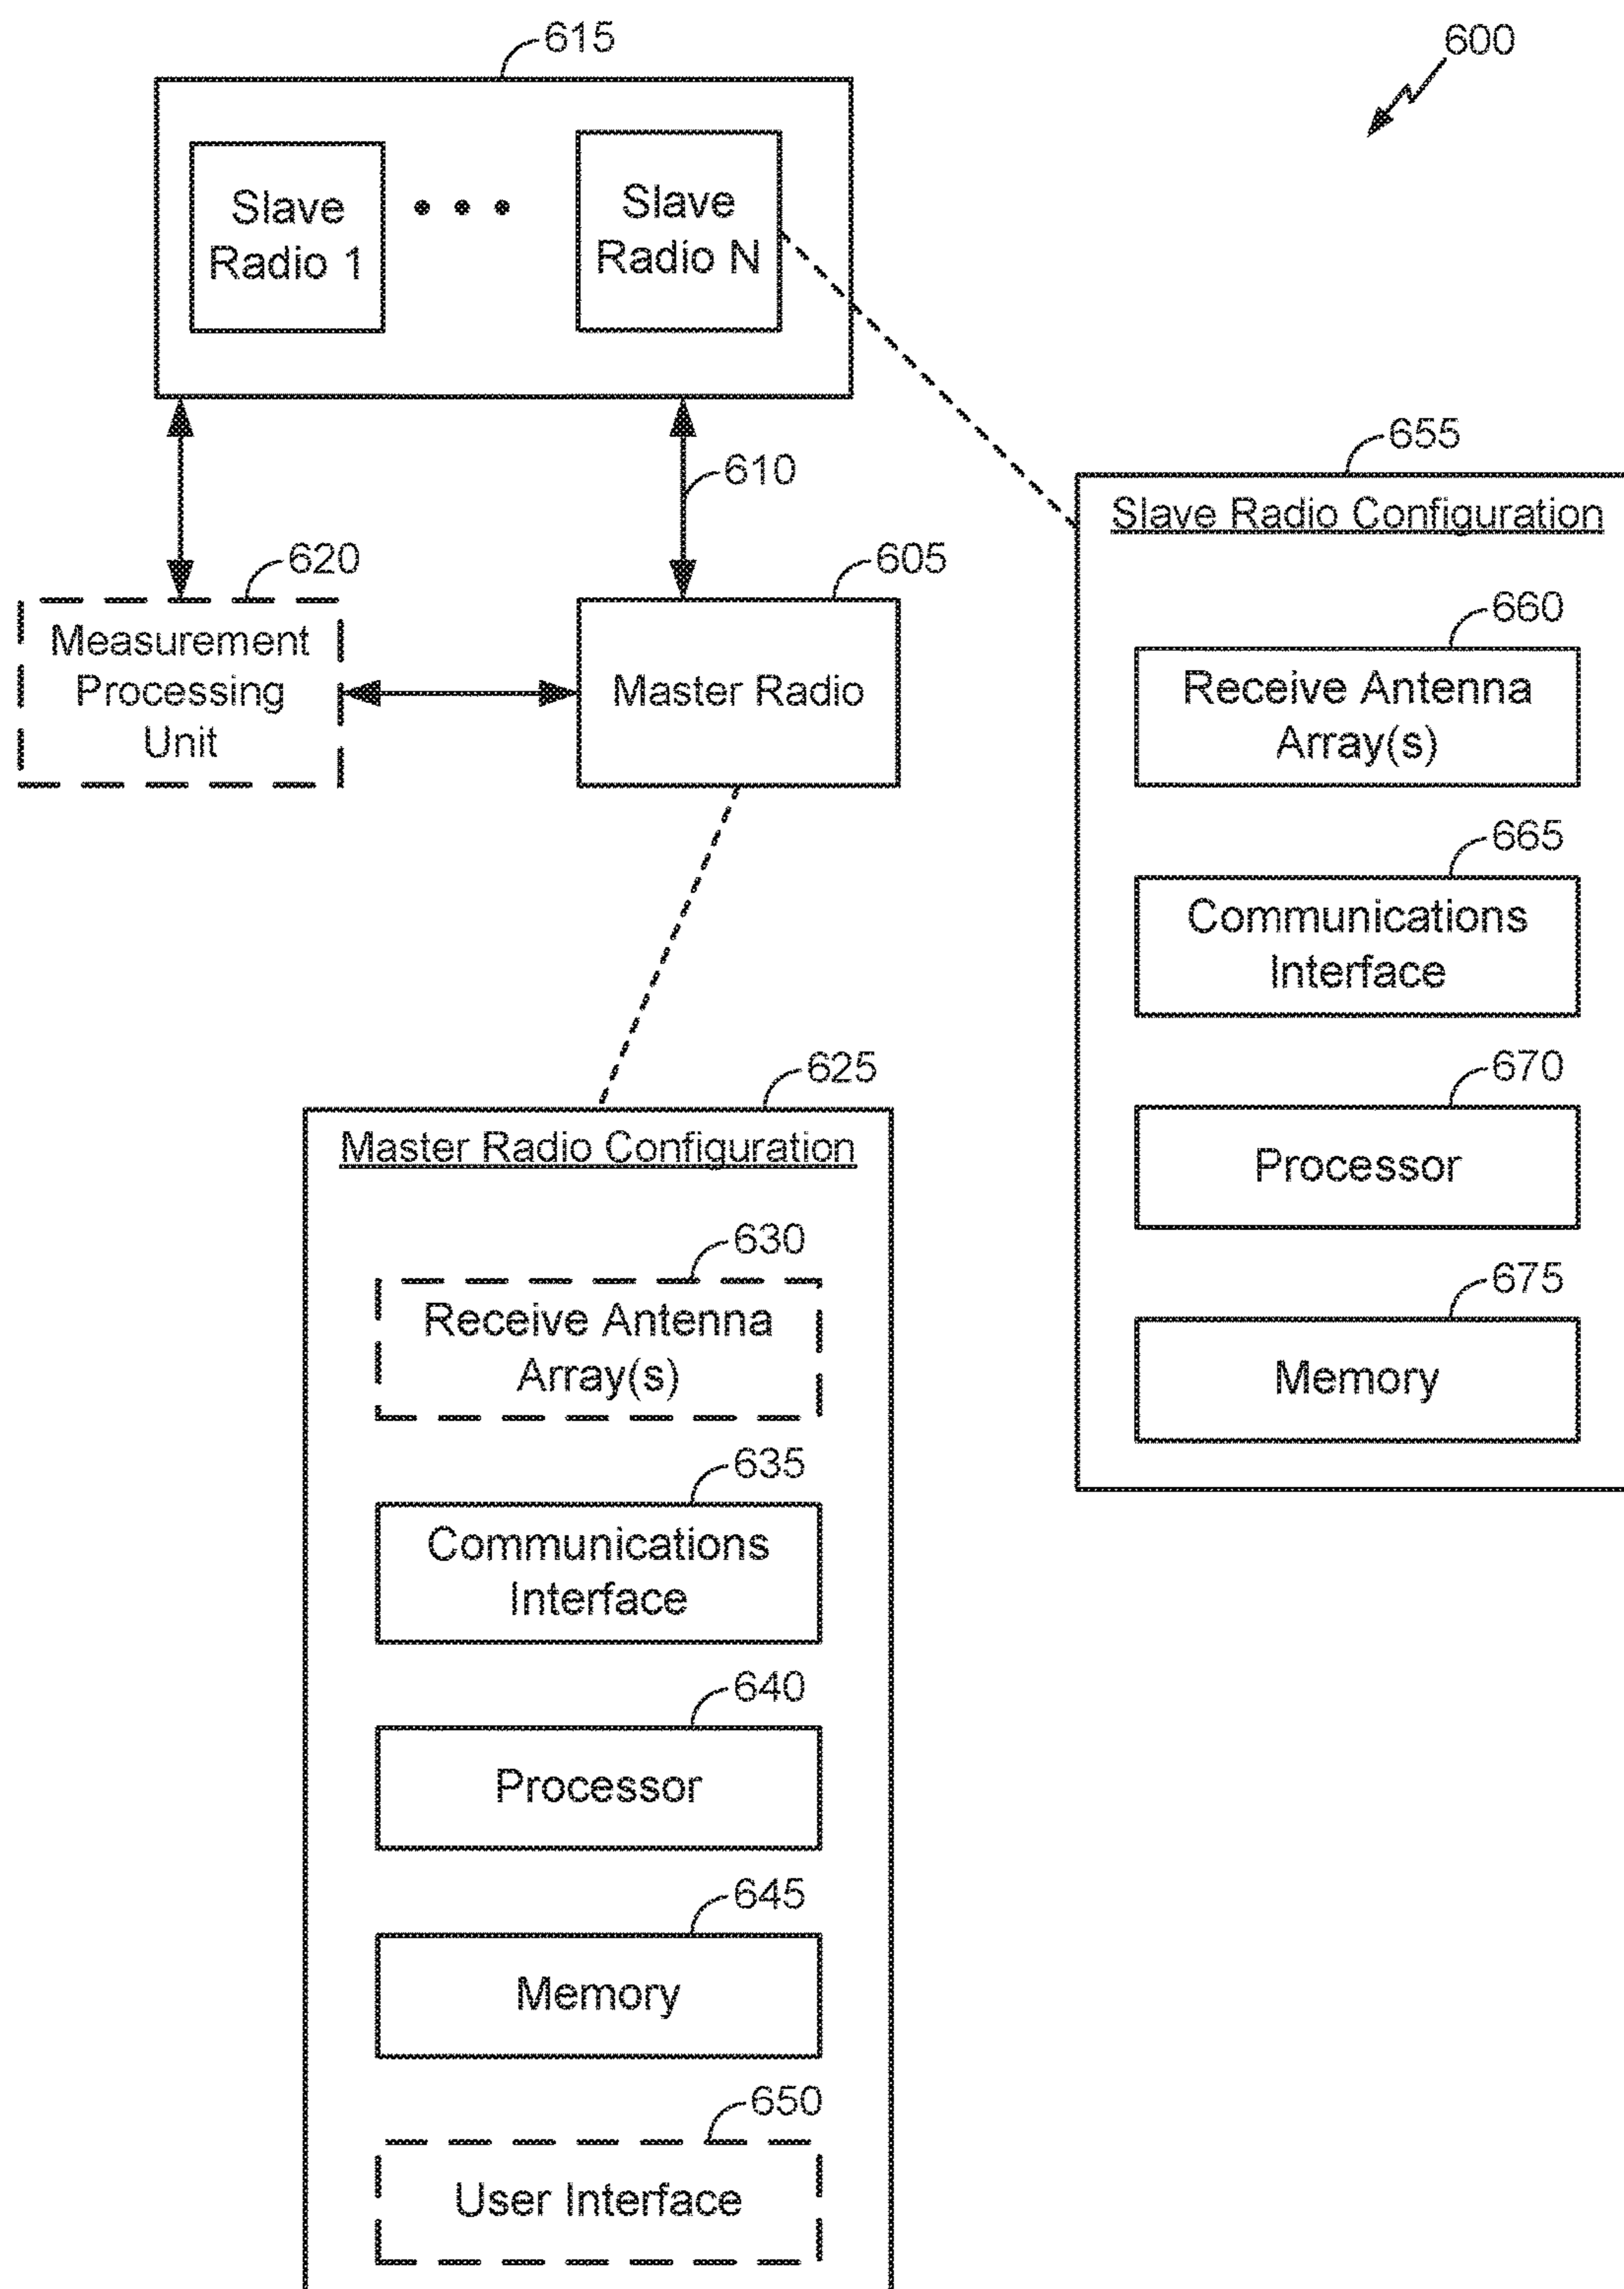 615
600
Slave
Radio 1
Slave
Radio N
610
655
Slave Radio Configuration
620
605
Measurement
Processing
Unit
Master Radio
660
Receive Antenna
Array(s)
665
Communications
Interface
670
Processor
675
Memory
625
Master Radio Configuration
630
Receive Antenna
Array(s)
635
Communications
Interface
640
Processor
645
Memory
650
User Interface